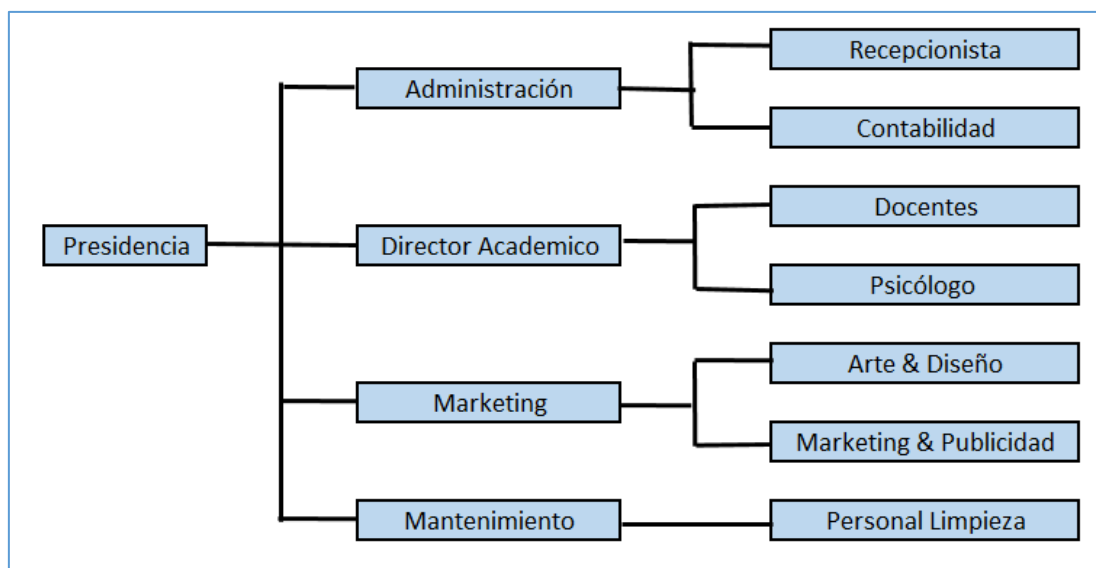 Presidencia
Administración
Recepcionista
Contabilidad
Director Academico
Docentes
Psicólogo
Marketing
Arte & Diseño
Marketing & Publicidad
Mantenimiento
Personal Limpieza